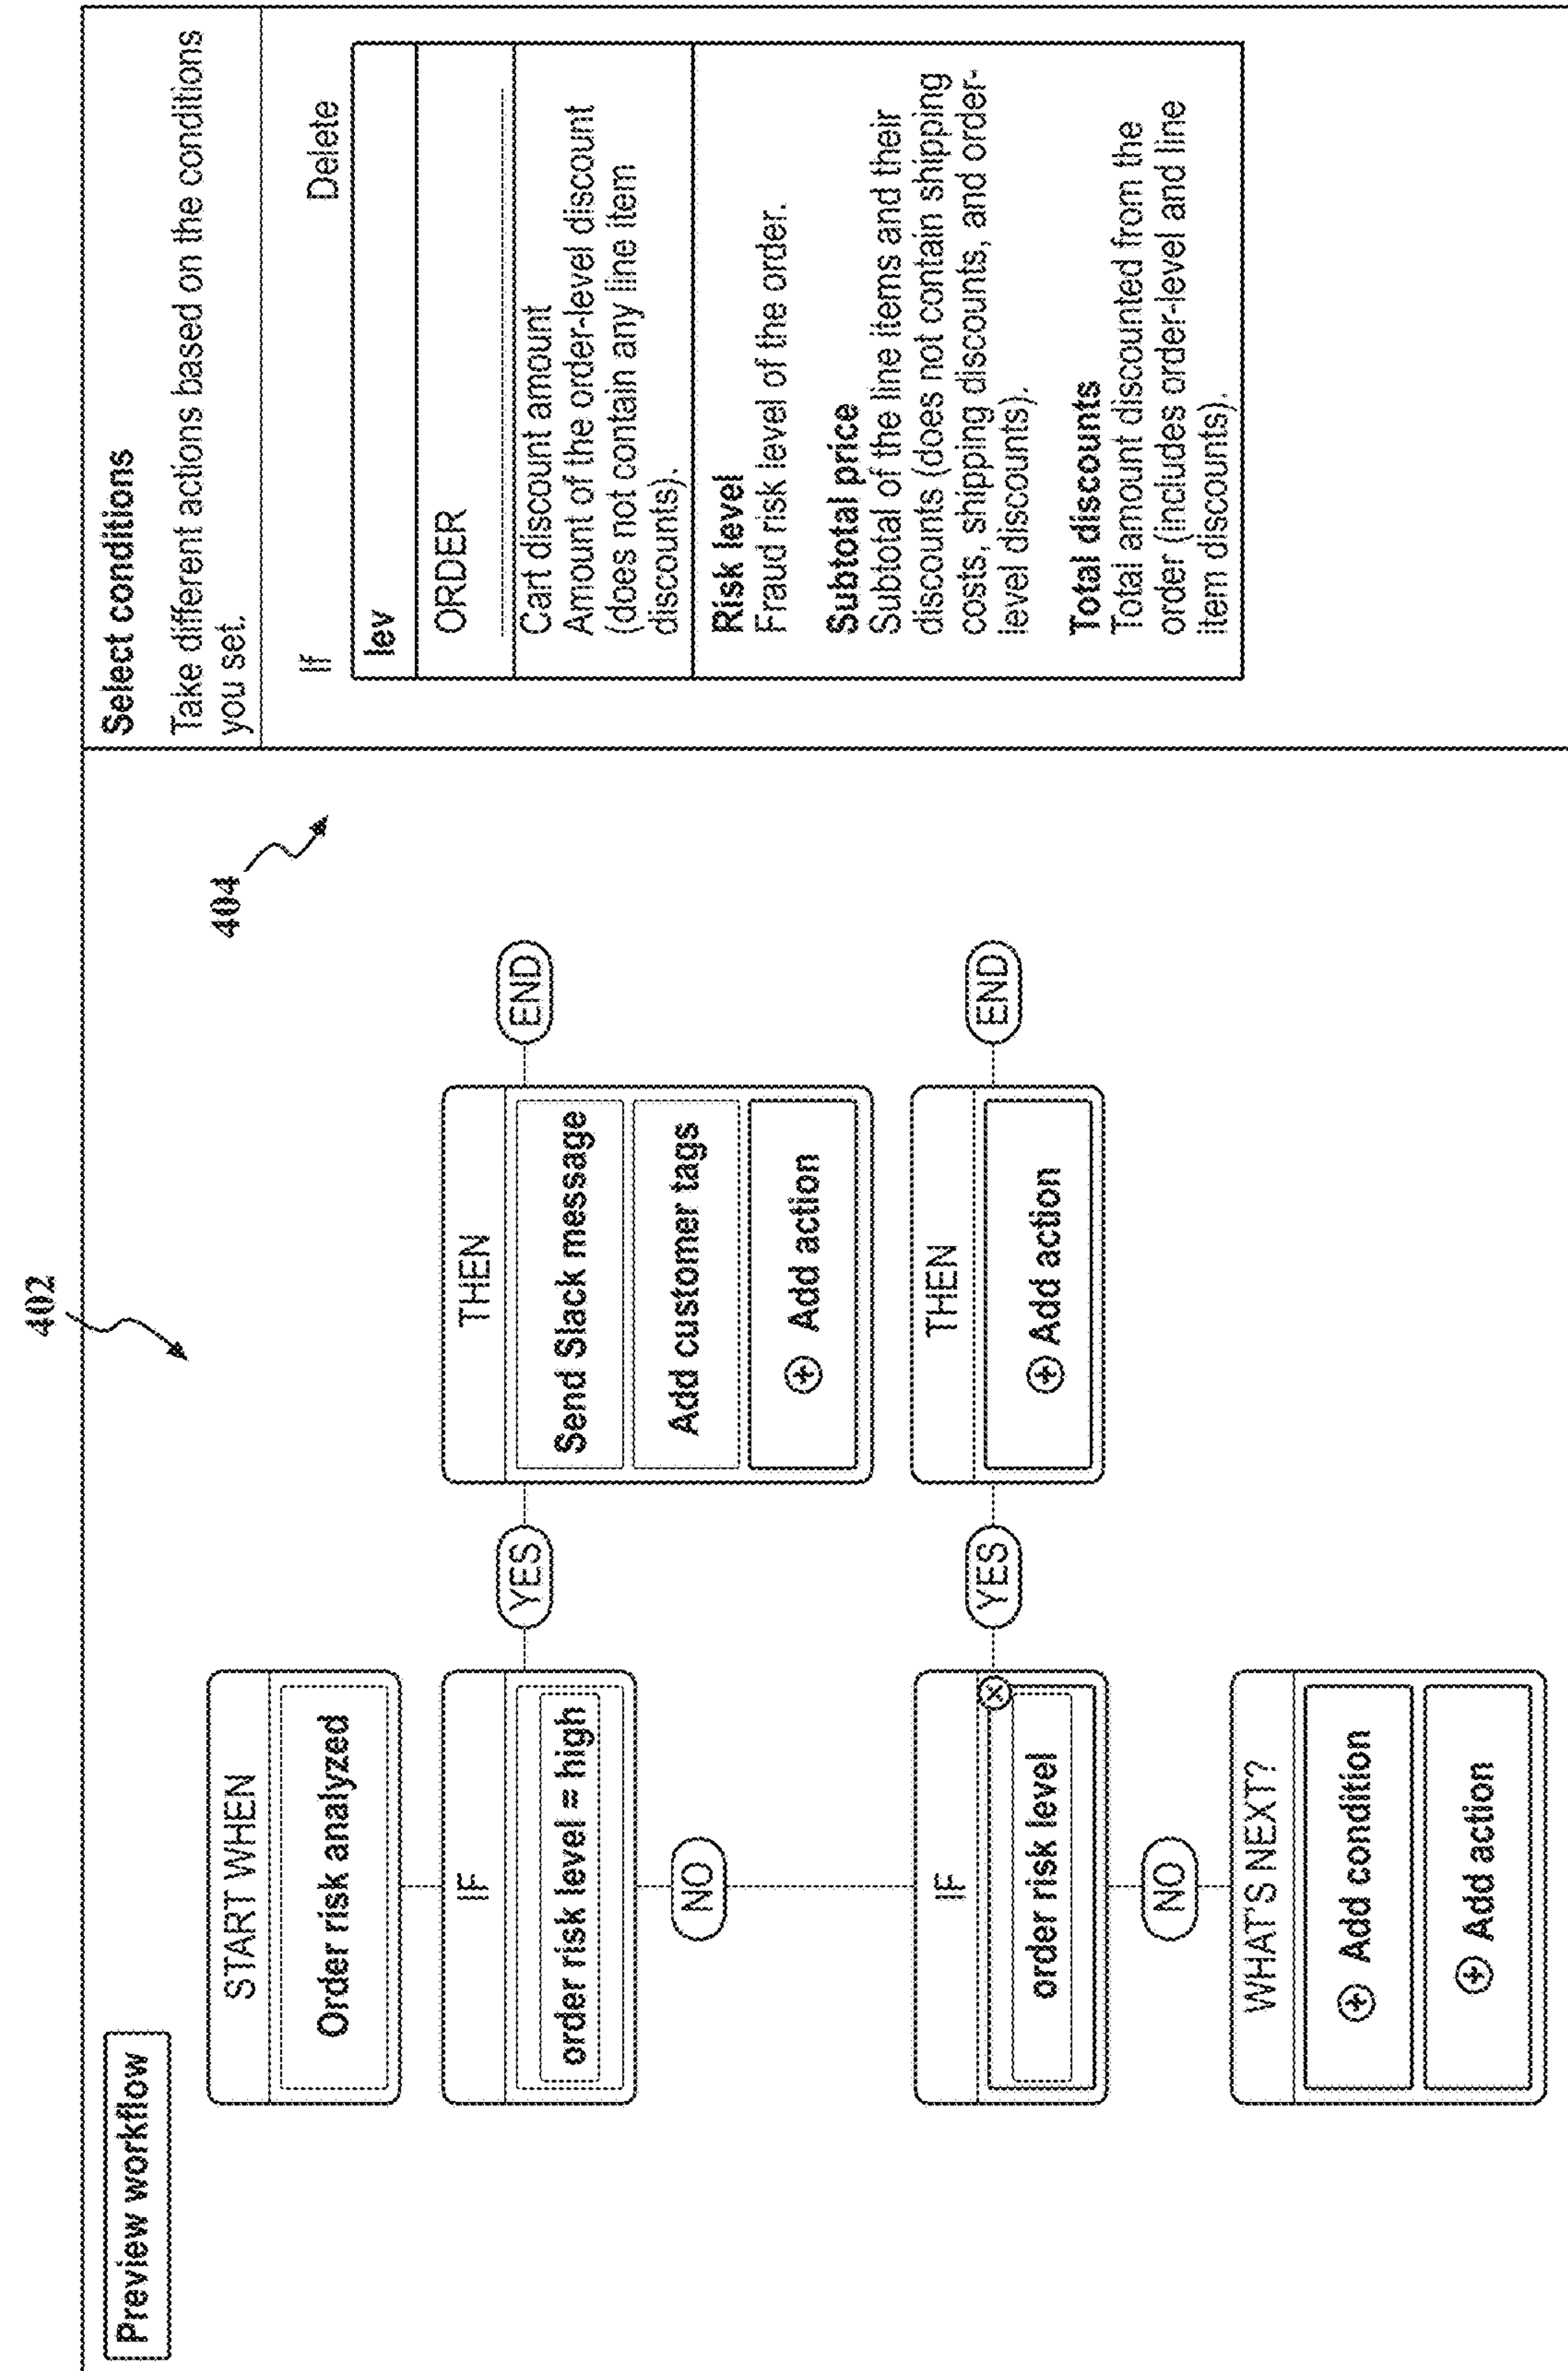 402
Preview workflow
START WHEN
Order risk analyzed
IF
order risk level = high
YES
THEN
Send Slack message
Add customer tags
⊕ Add action
END
NO
IF
order risk level
YES
THEN
⊕ Add action
END
NO
WHAT'S NEXT?
⊕ Add condition
⊕ Add action
404
Select conditions
Take different actions based on the conditions
you set.
If
Delete
lev
ORDER
Cart discount amount
Amount of the order-level discount
(does not contain any line item
discounts).
Risk level
Fraud risk level of the order.
Subtotal price
Subtotal of the line items and their
discounts (does not contain shipping
costs, shipping discounts, and order-
level discounts).
Total discounts
Total amount discounted from the
order (includes order-level and line
item discounts).